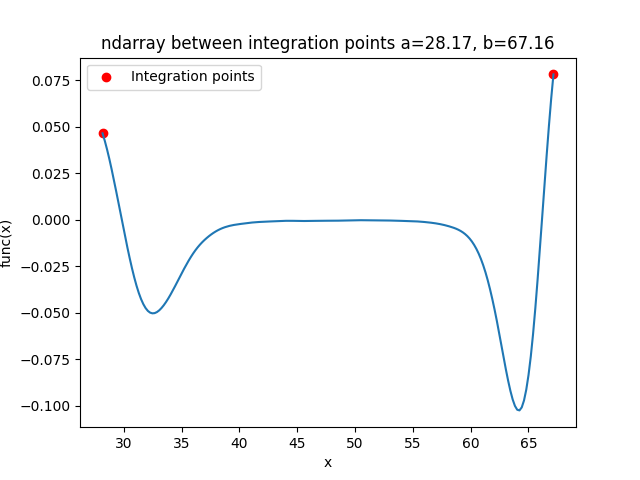 ndarray between integration points a=28.17, b=67.16
Integration points
0.075
0.050
0.025
0.000
−0.025
−0.050
−0.075
−0.100
func(x)
30 35 40 45 50 55 60 65
x